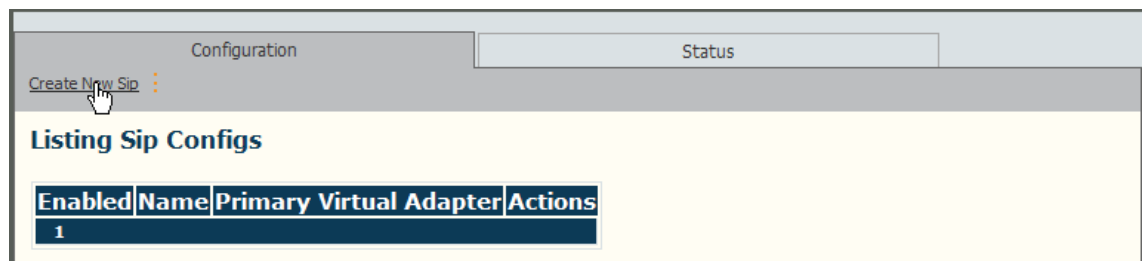 Configuration
Status
Create New Sip
Listing Sip Configs
Enabled Name Primary Virtual Adapter Actions
1